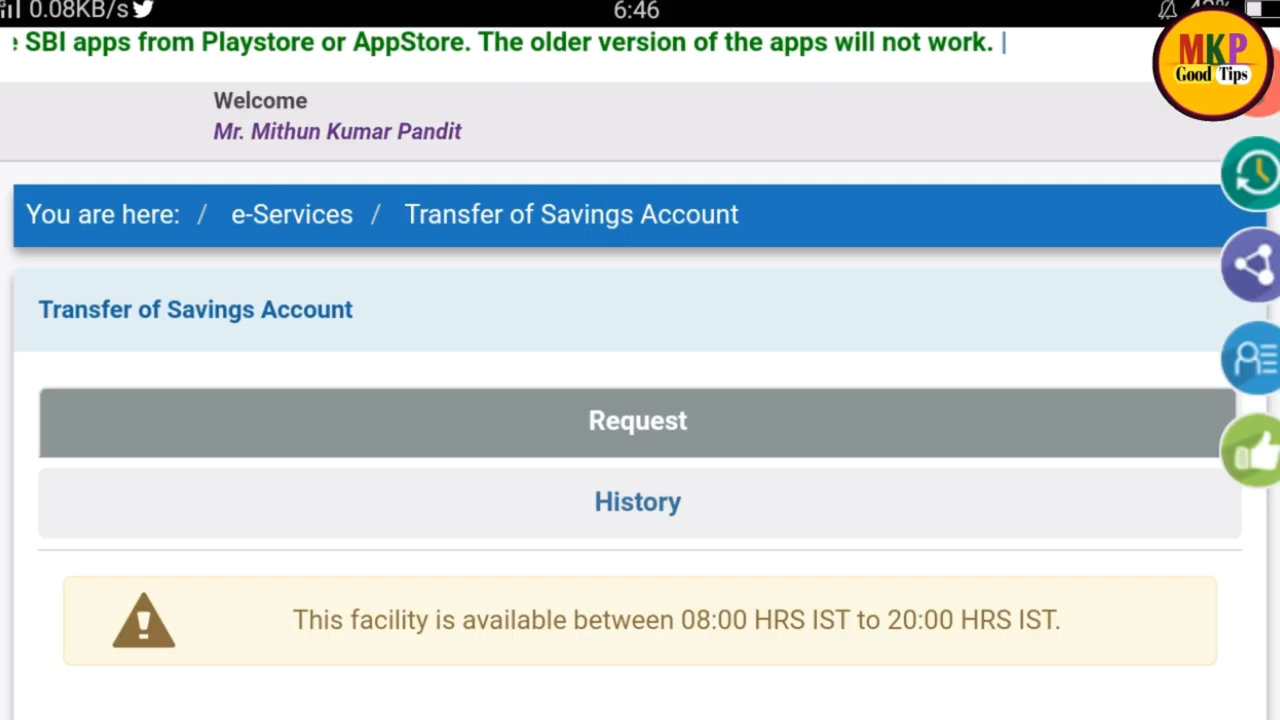 0.08KB/s 6:46
SBI apps from Playstore or AppStore. The older version of the apps will not work. |
MKP
Good Tips
Welcome
Mr. Mithun Kumar Pandit
You are here: / e-Services / Transfer of Savings Account
Transfer of Savings Account
Request
History
This facility is available between 08:00 HRS IST to 20:00 HRS IST.